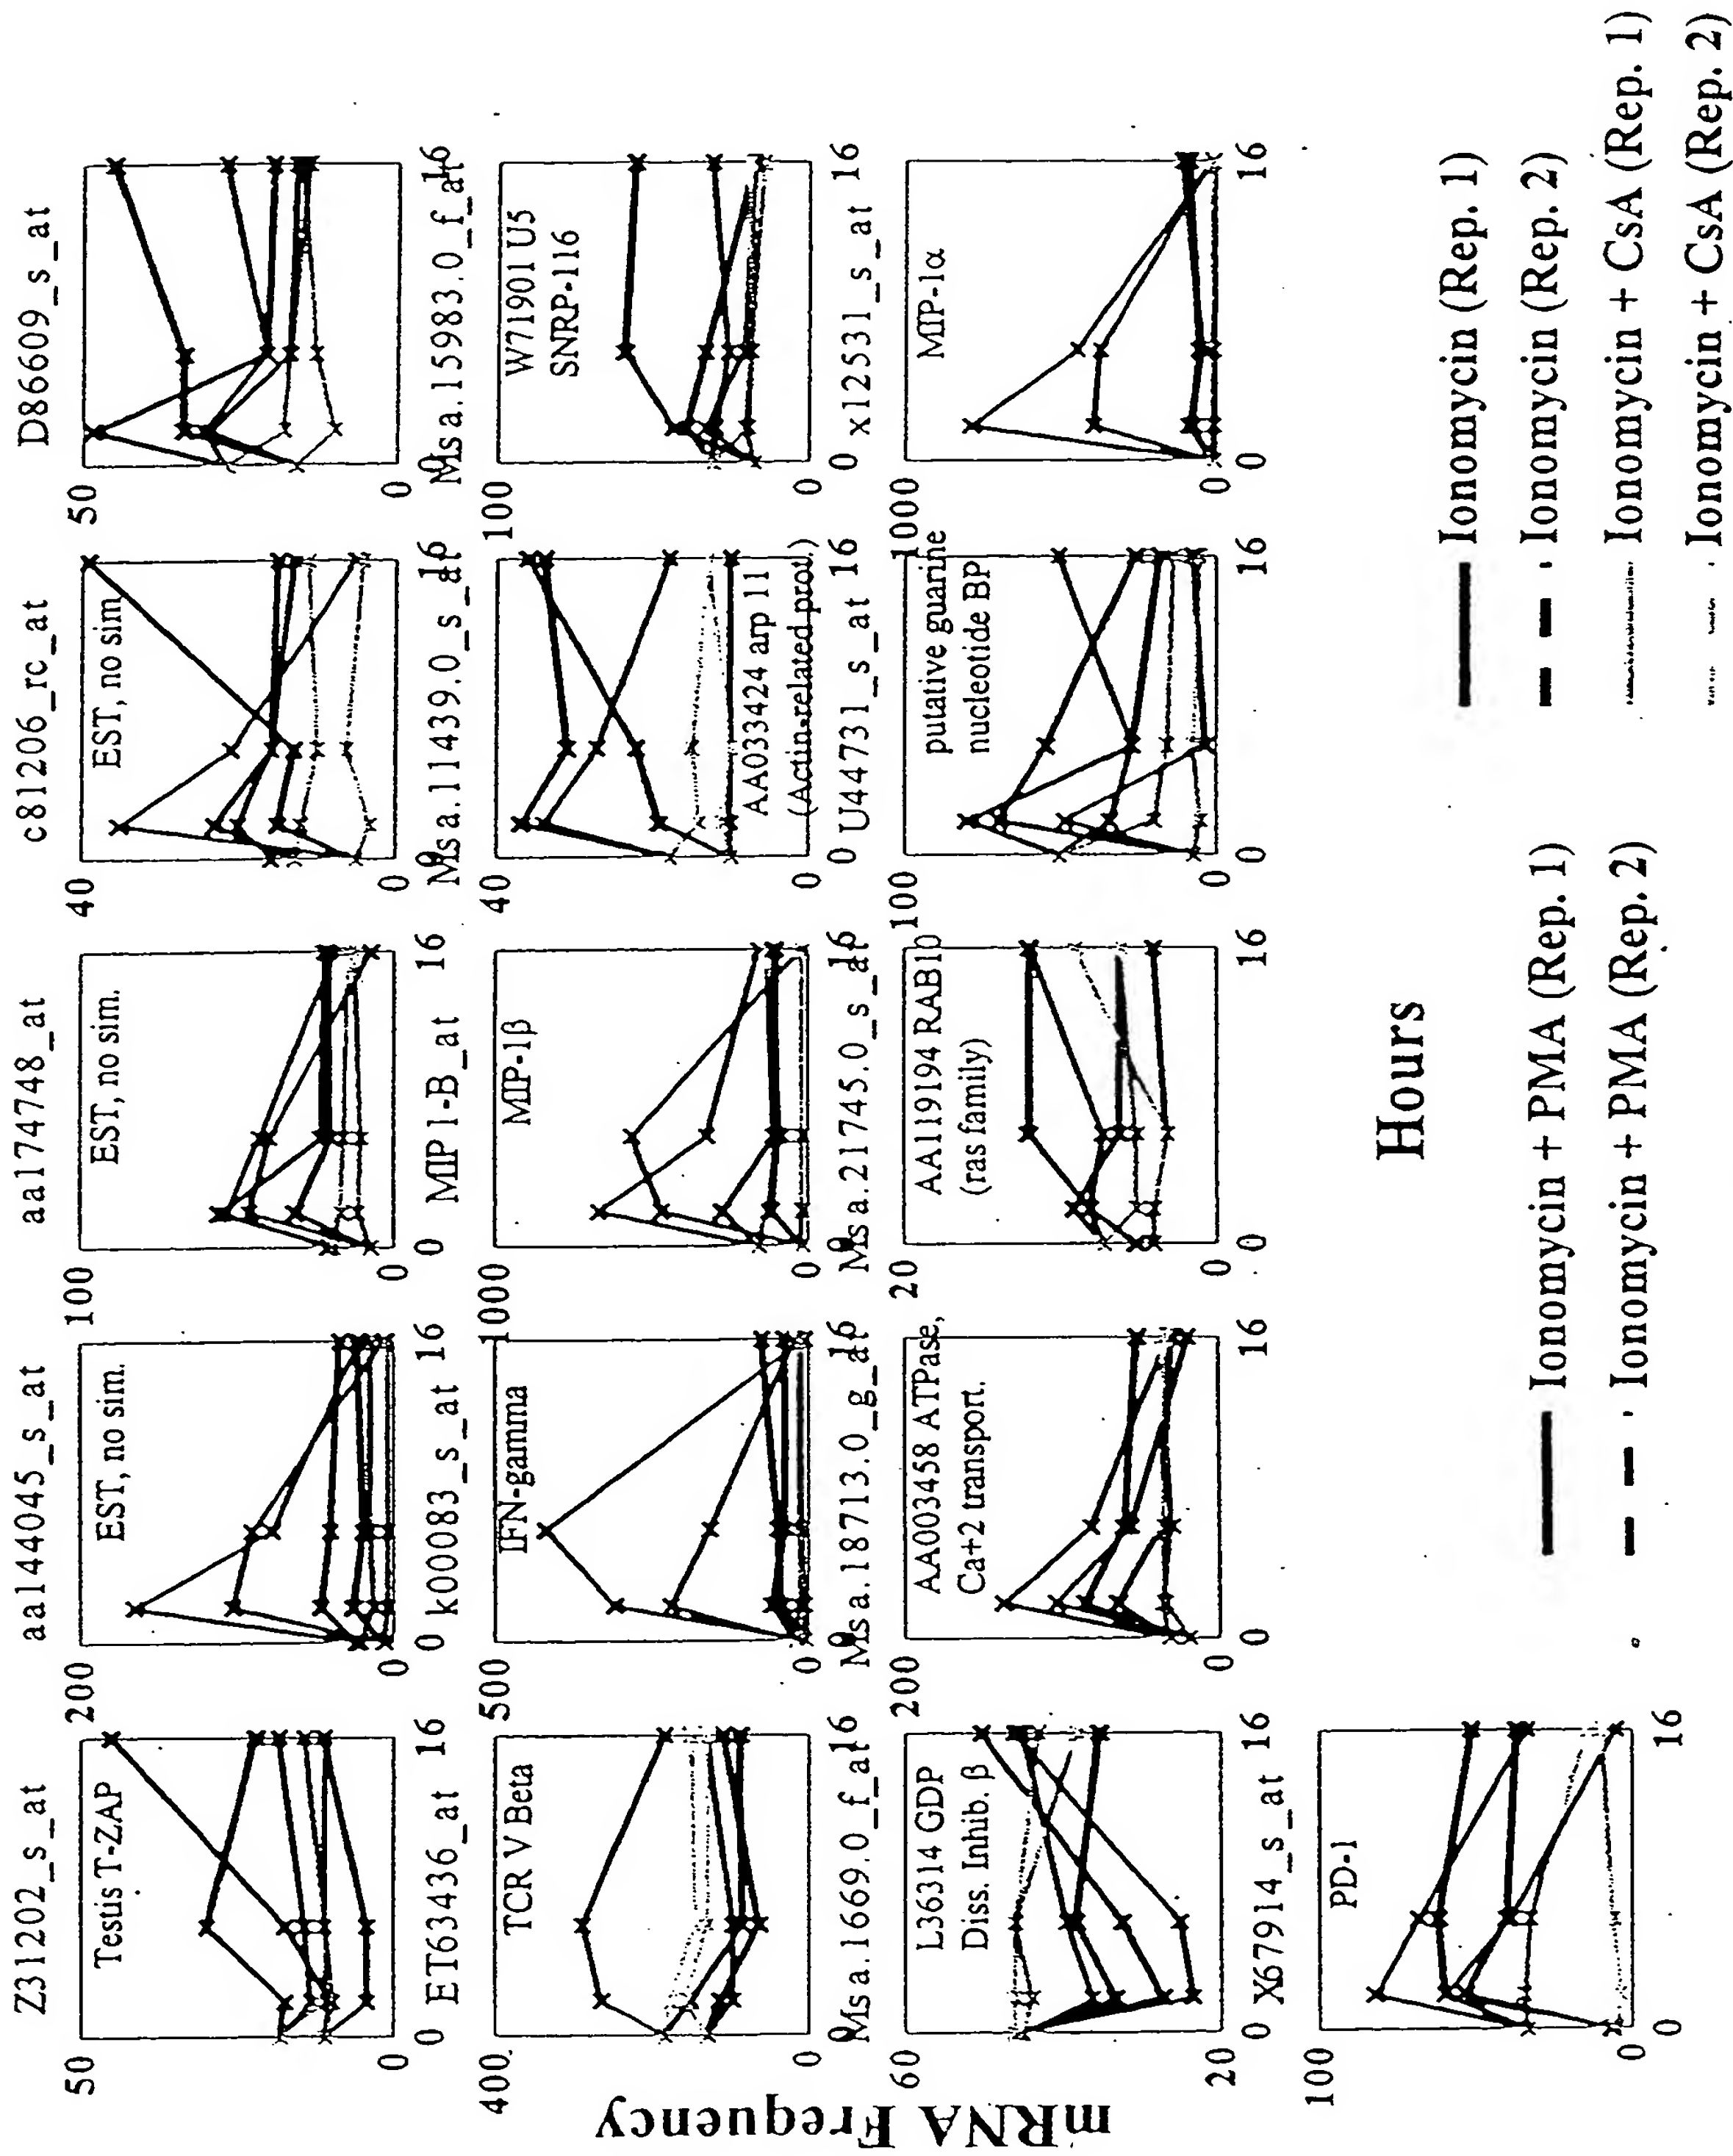 mRNA Frequency
Z31202_s_at
50
Testis T-ZAP
0
0
16
aa144045_s_at
200
EST, no sim.
0
0
16
aa174748_at
100
EST, no sim.
0
0
16
c81206_rc_at
40
EST, no sim
0
0
16
D86609_s_at
50
0
0
16
ET63436_at
400
TCR V Beta
0
0
16
k00083_s_at
500
IFN-gamma
0
0
16
MIP1-B_at
1000
MIP-1β
0
0
16
Msa.11439.0_s_at
40
AA033424 arp 11
(Actin-related prot.)
0
0
16
Msa.15983.0_f_at
100
W71901 U5
SNRP-116
0
0
16
Msa.1669.0_f_at
60
L36314 GDP
Diss. Inhib. β
20
0
16
Msa.18713.0_g_at
200
AA003458 ATPase,
Ca+2 transport.
0
0
16
Msa.21745.0_s_at
20
AA119194 RAB10
(ras family)
0
0
16
U44731_s_at
100
putative guanine
nucleotide BP
0
0
16
x12531_s_at
1000
MIP-1α
0
0
16
X67914_s_at
100
PD-1
0
0
16
Hours
Ionomycin + PMA (Rep. 1)
Ionomycin + PMA (Rep. 2)
Ionomycin (Rep. 1)
Ionomycin (Rep. 2)
Ionomycin + CsA (Rep. 1)
Ionomycin + CsA (Rep. 2)